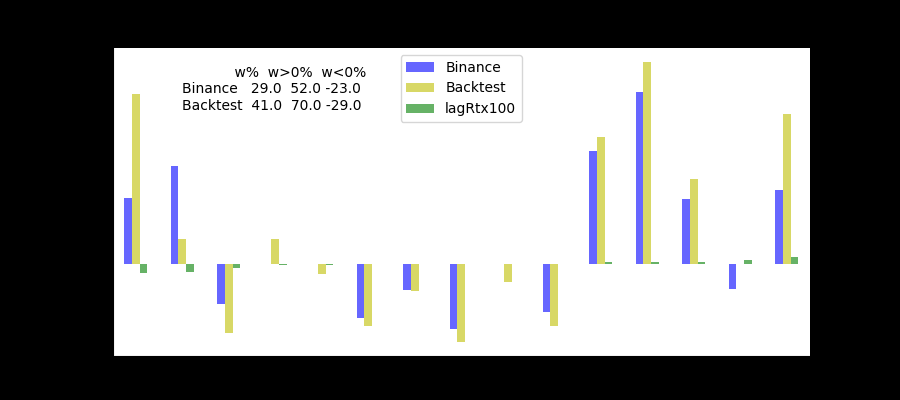 w% w>0% w<0%
Binance 29.0 52.0 -23.0
Backtest 41.0 70.0 -29.0
Binance
Backtest
lagRtx100